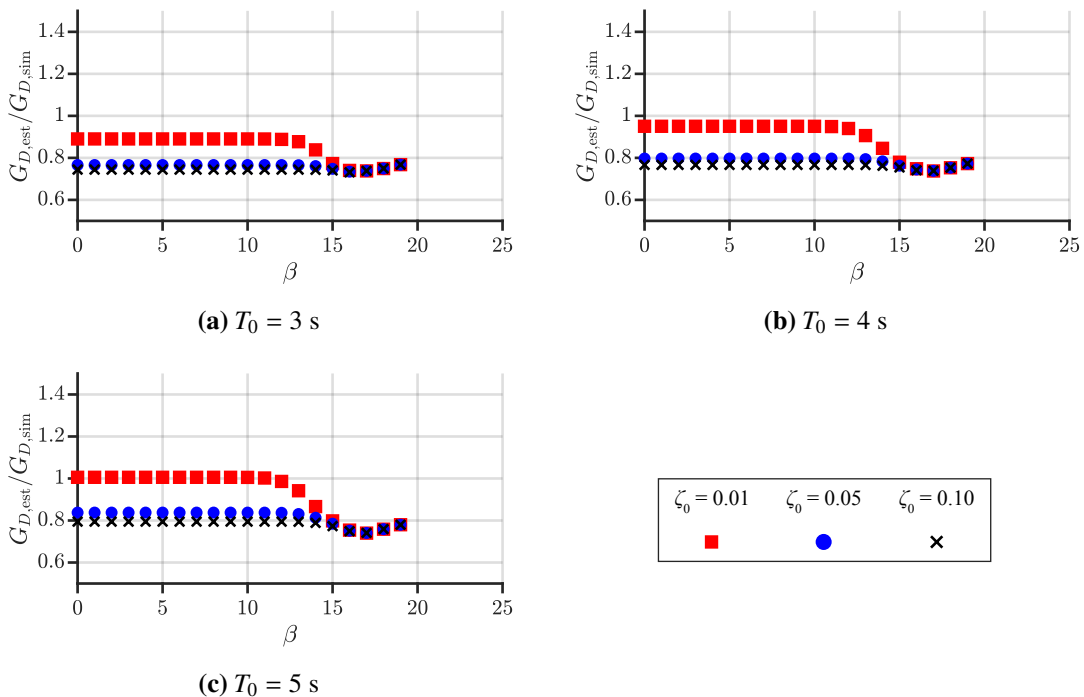 1.4
1.2
1
0.8
0.6
G_{D,est}/G_{D,sim}
0 5 10 15 20 25
β
(a) T_0 = 3 s
1.4
1.2
1
0.8
0.6
G_{D,est}/G_{D,sim}
0 5 10 15 20 25
β
(b) T_0 = 4 s
1.4
1.2
1
0.8
0.6
G_{D,est}/G_{D,sim}
0 5 10 15 20 25
β
(c) T_0 = 5 s
ζ_0 = 0.01 ζ_0 = 0.05 ζ_0 = 0.10